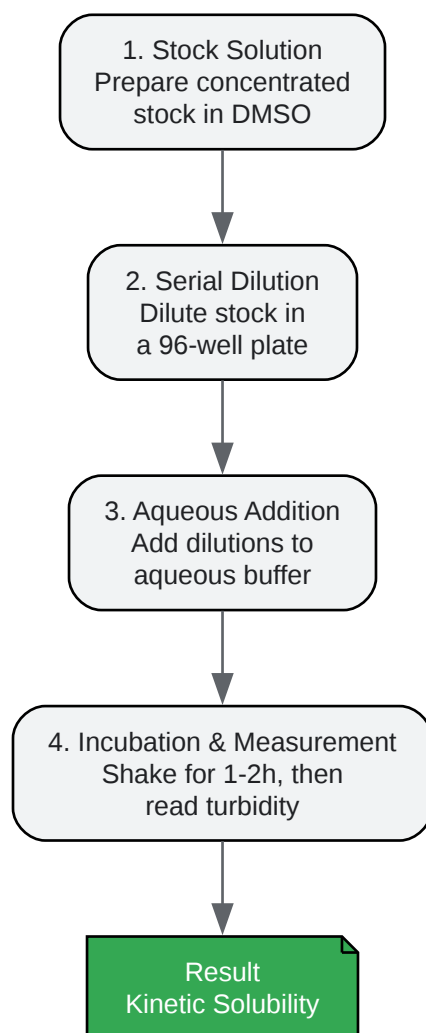 1. Stock Solution
Prepare concentrated
stock in DMSO
2. Serial Dilution
Dilute stock in
a 96-well plate
3. Aqueous Addition
Add dilutions to
aqueous buffer
4. Incubation & Measurement
Shake for 1-2h, then
read turbidity
Result
Kinetic Solubility